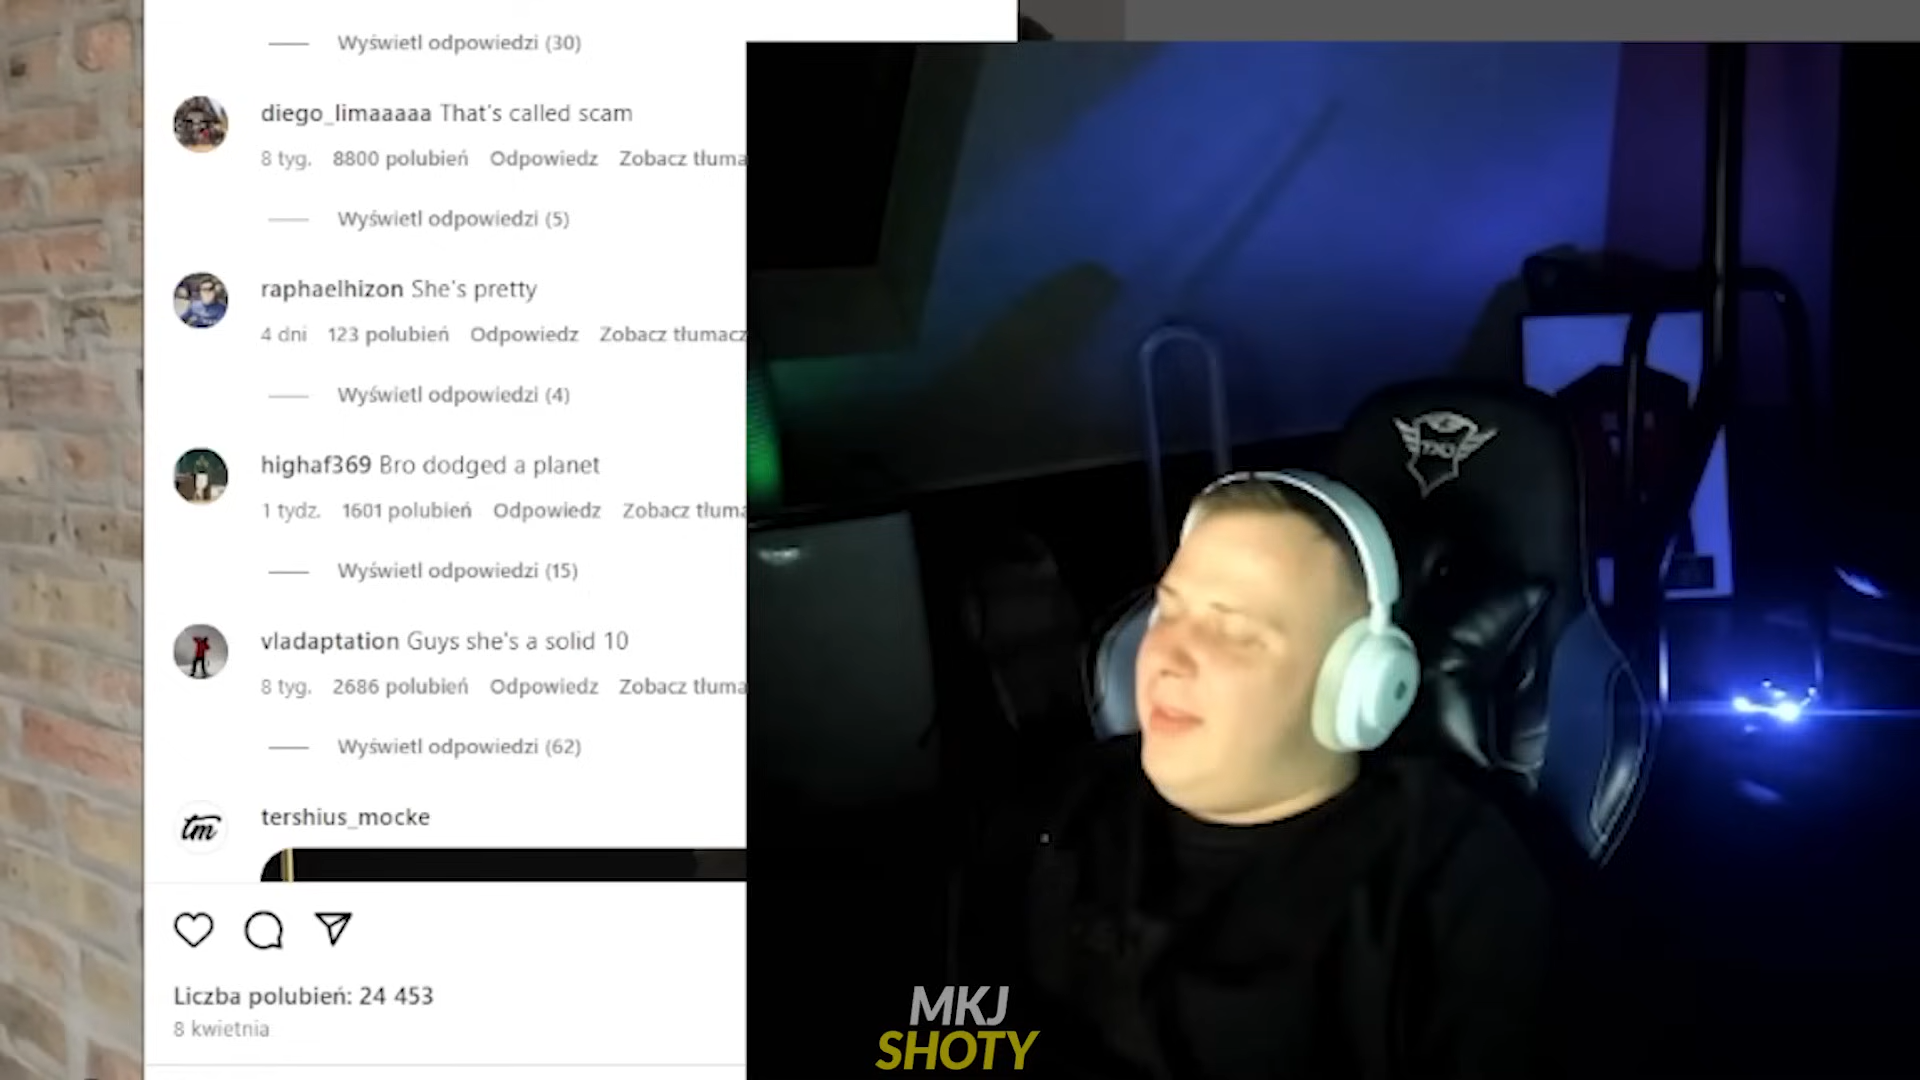 Wyświetl odpowiedzi (30)
diego_limaaaaa That's called scam
8 tyg. 8800 polubień Odpowiedz Zobacz tłuma
Wyświetl odpowiedzi (5)
raphaelhizon She's pretty
4 dni 123 polubień Odpowiedz Zobacz tłumacz
Wyświetl odpowiedzi (4)
highaf369 Bro dodged a planet
1 tydz. 1601 polubień Odpowiedz Zobacz tłuma
Wyświetl odpowiedzi (15)
vladaptation Guys she's a solid 10
8 tyg. 2686 polubień Odpowiedz Zobacz tłuma
Wyświetl odpowiedzi (62)
tm
tershius_mocke
Liczba polubień: 24 453
8 kwietnia
MKJ
SHOTY